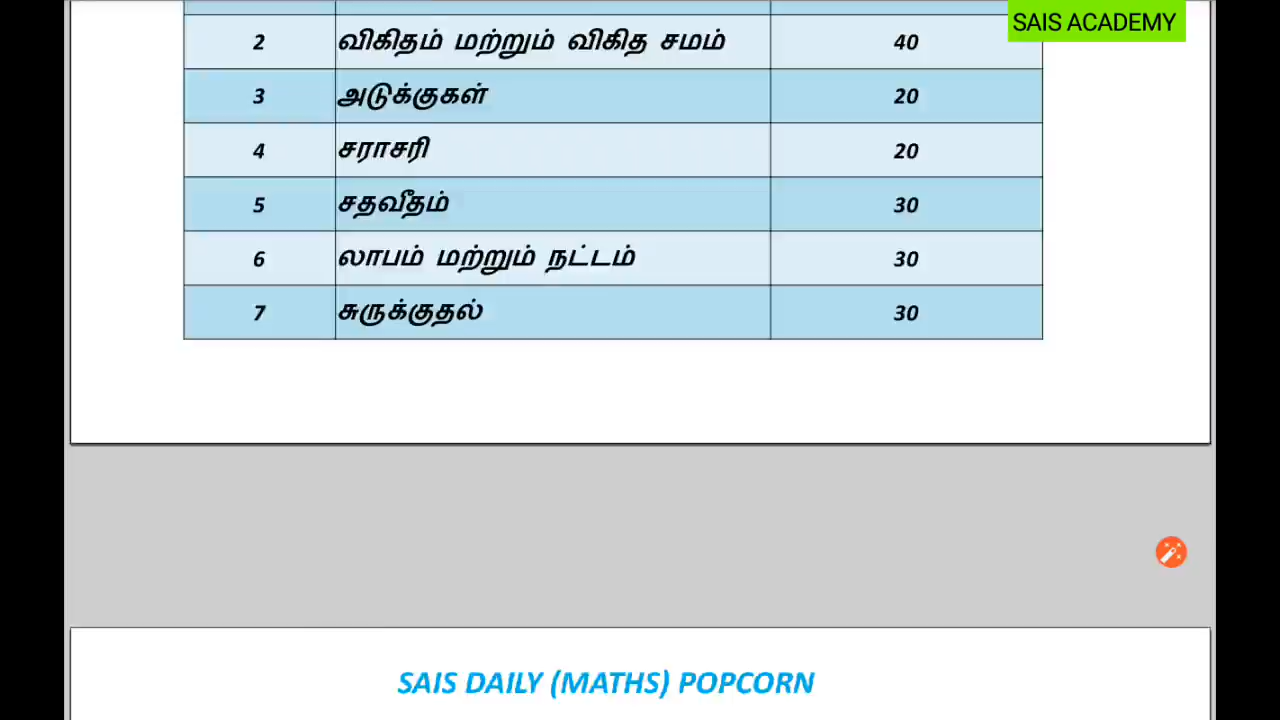 SAIS ACADEMY
2 விகிதம் மற்றும் விகித சமம் 40
3 அடுக்குகள் 20
4 சராசரி 20
5 சதவீதம் 30
6 லாபம் மற்றும் நட்டம் 30
7 சுருக்குதல் 30
SAIS DAILY (MATHS) POPCORN